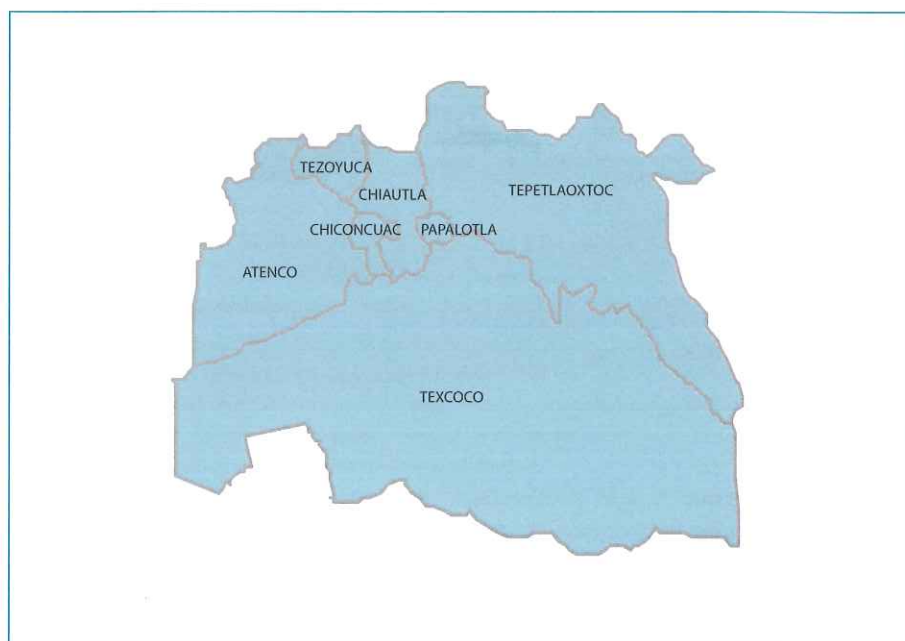 TEZOYUCA
CHIAUTLA
TEPETLAOXTOC
CHICONCUAC
PAPALOTLA
ATENCO
TEXCOCO